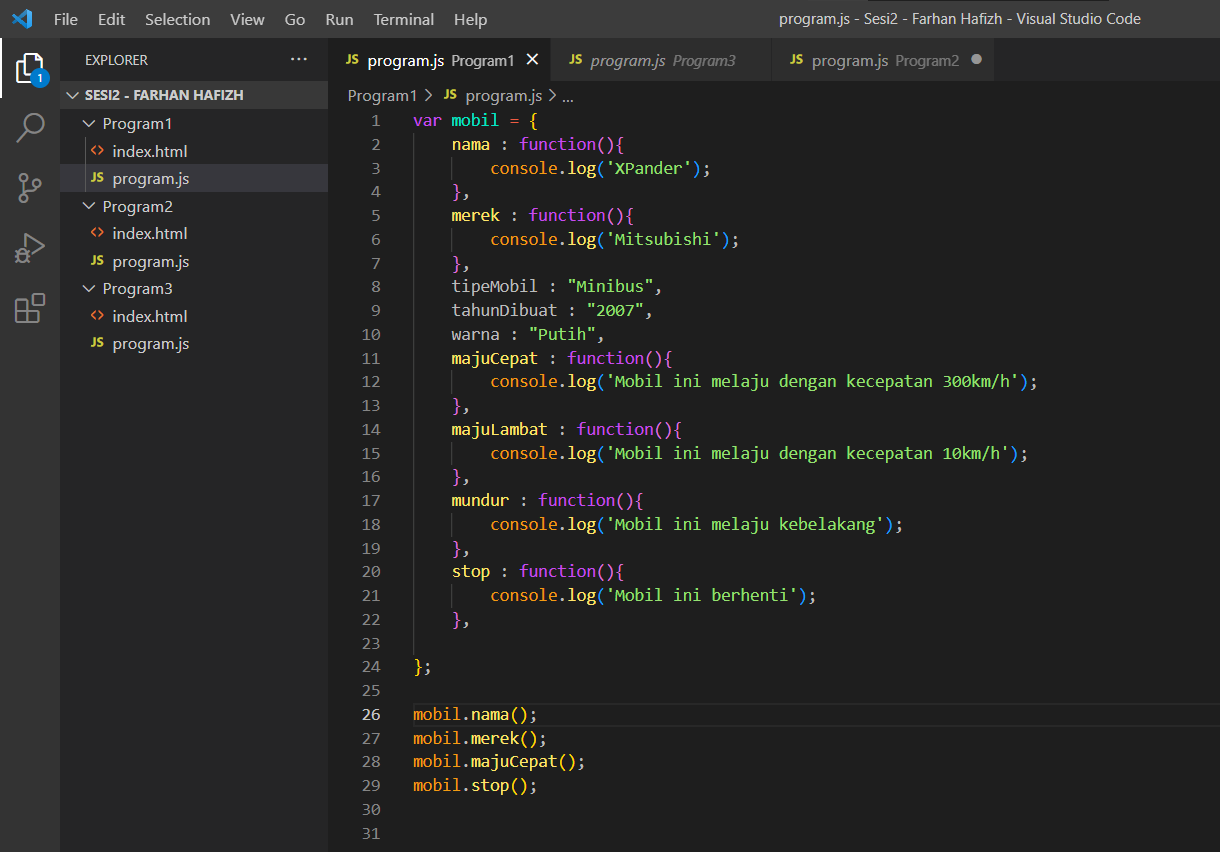 File Edit Selection View Go Run Terminal Help program.js - Sesi2 - Farhan Hafizh - Visual Studio Code
EXPLORER ···
1
SESI2 - FARHAN HAFIZH
Program1
<> index.html
JS program.js
Program2
<> index.html
JS program.js
Program3
<> index.html
JS program.js
JS program.js Program1 JS program.js Program3 JS program.js Program2
Program1 > JS program.js > ...
1 var mobil = {
2 nama : function(){
3 console.log('XPander');
4 },
5 merek : function(){
6 console.log('Mitsubishi');
7 },
8 tipeMobil : "Minibus",
9 tahunDibuat : "2007",
10 warna : "Putih",
11 majuCepat : function(){
12 console.log('Mobil ini melaju dengan kecepatan 300km/h');
13 },
14 majuLambat : function(){
15 console.log('Mobil ini melaju dengan kecepatan 10km/h');
16 },
17 mundur : function(){
18 console.log('Mobil ini melaju kebelakang');
19 },
20 stop : function(){
21 console.log('Mobil ini berhenti');
22 },
23
24 };
25
26 mobil.nama();
27 mobil.merek();
28 mobil.majuCepat();
29 mobil.stop();
30
31